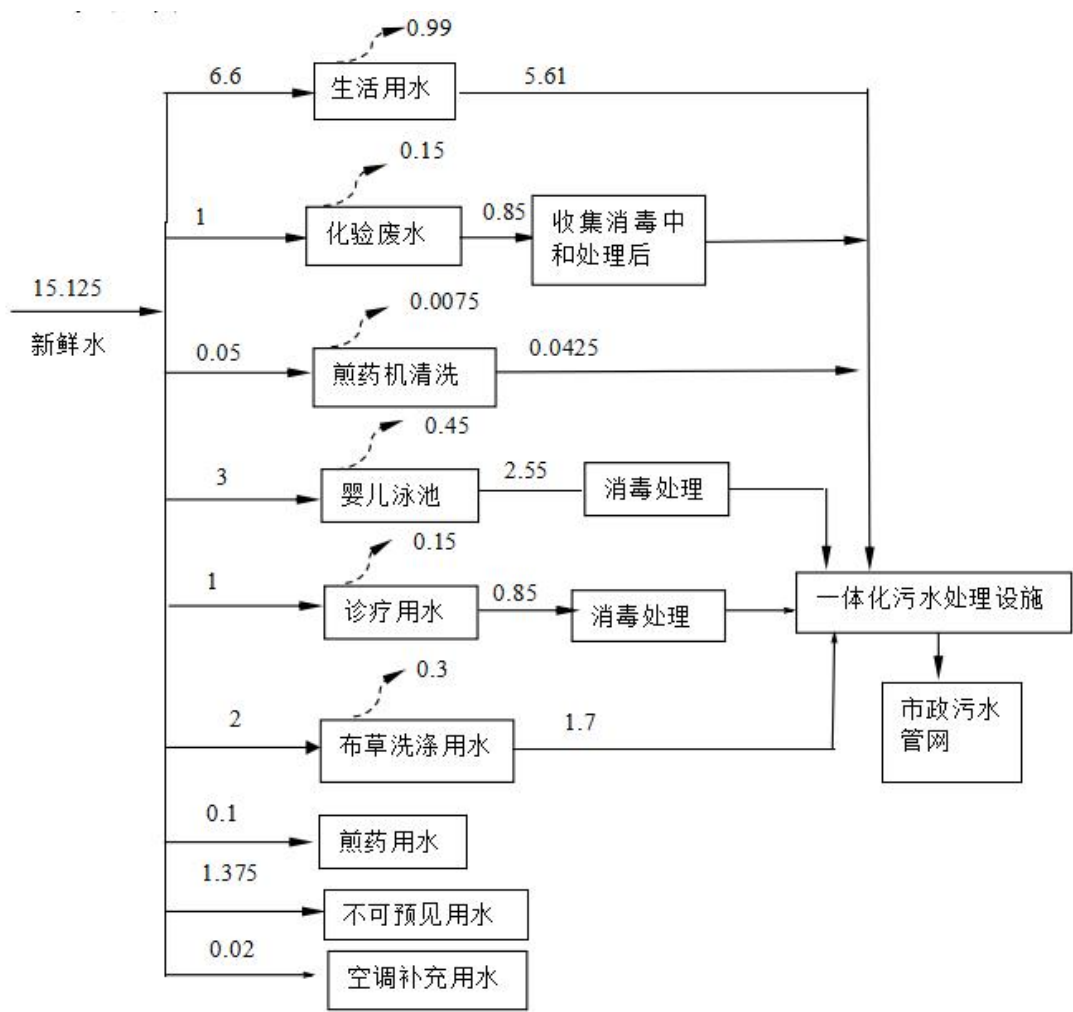 0.99
6.6
生活用水
5.61
0.15
1
化验废水
0.85
收集消毒中
和处理后
15.125
新鲜水
0.0075
0.05
煎药机清洗
0.0425
0.45
3
婴儿泳池
2.55
消毒处理
0.15
1
诊疗用水
0.85
消毒处理
一体化污水处理设施
0.3
2
布草洗涤用水
1.7
市政污水
管网
0.1
煎药用水
1.375
不可预见用水
0.02
空调补充用水